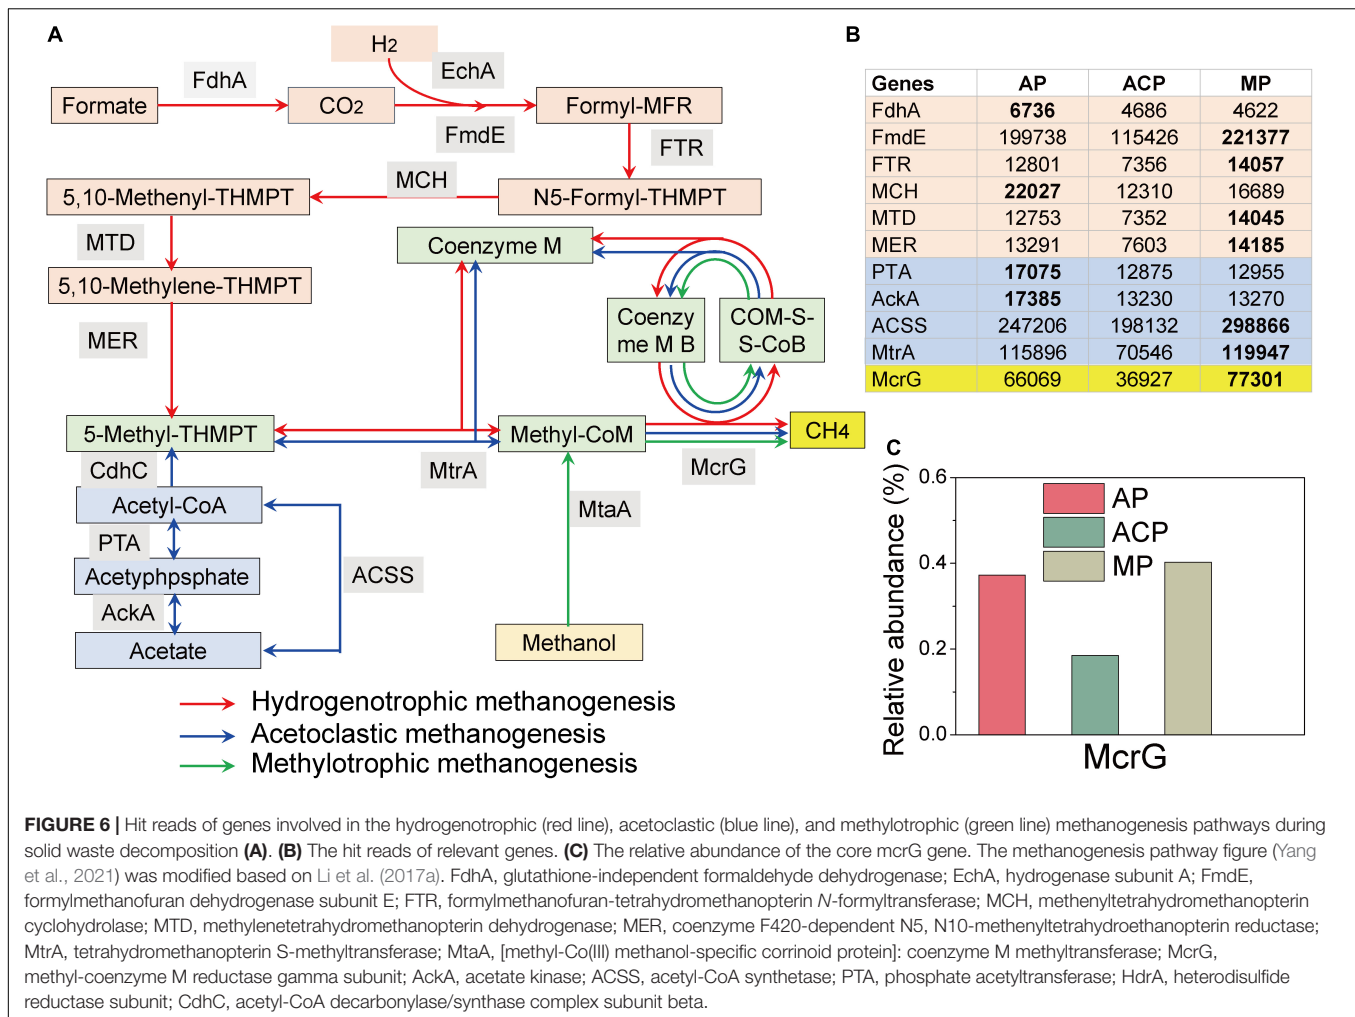 A
H2
EchA
FdhA
Formate
CO2
Formyl-MFR
FmdE
FTR
MCH
5,10-Methenyl-THMPT
N5-Formyl-THMPT
MTD
Coenzyme M
5,10-Methylene-THMPT
Coenzy
me M B
COM-S-
S-CoB
MER
5-Methyl-THMPT
Methyl-CoM
CH4
CdhC
MtrA
McrG
Acetyl-CoA
MtaA
PTA
Acetyphpsphate
ACSS
AckA
Acetate
Methanol
Hydrogenotrophic methanogenesis
Acetoclastic methanogenesis
Methylotrophic methanogenesis
B
Genes AP ACP MP
FdhA 6736 4686 4622
FmdE 199738 115426 221377
FTR 12801 7356 14057
MCH 22027 12310 16689
MTD 12753 7352 14045
MER 13291 7603 14185
PTA 17075 12875 12955
AckA 17385 13230 13270
ACSS 247206 198132 298866
MtrA 115896 70546 119947
McrG 66069 36927 77301
C
Relative abundance (%)
0.6
0.4
0.2
0.0
AP
ACP
MP
McrG
FIGURE 6 | Hit reads of genes involved in the hydrogenotrophic (red line), acetoclastic (blue line), and methylotrophic (green line) methanogenesis pathways during
solid waste decomposition (A). (B) The hit reads of relevant genes. (C) The relative abundance of the core mcrG gene. The methanogenesis pathway figure (Yang
et al., 2021) was modified based on Li et al. (2017a). FdhA, glutathione-independent formaldehyde dehydrogenase; EchA, hydrogenase subunit A; FmdE,
formylmethanofuran dehydrogenase subunit E; FTR, formylmethanofuran-tetrahydromethanopterin N-formyltransferase; MCH, methenyltetrahydromethanopterin
cyclohydrolase; MTD, methylenetetrahydromethanopterin dehydrogenase; MER, coenzyme F420-dependent N5, N10-methenyltetrahydroethanopterin reductase;
MtrA, tetrahydromethanopterin S-methyltransferase; MtaA, [methyl-Co(III) methanol-specific corrinoid protein]: coenzyme M methyltransferase; McrG,
methyl-coenzyme M reductase gamma subunit; AckA, acetate kinase; ACSS, acetyl-CoA synthetase; PTA, phosphate acetyltransferase; HdrA, heterodisulfide
reductase subunit; CdhC, acetyl-CoA decarbonylase/synthase complex subunit beta.